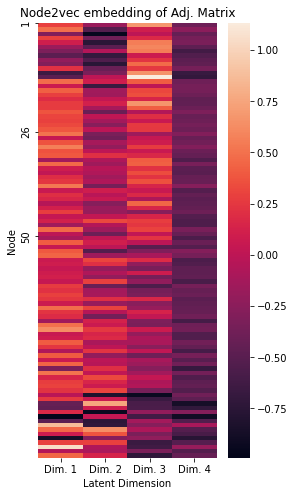 Node2vec embedding of Adj. Matrix
1
26
50
Node
Dim. 1 Dim. 2 Dim. 3 Dim. 4
Latent Dimension
1.00
0.75
0.50
0.25
0.00
−0.25
−0.50
−0.75